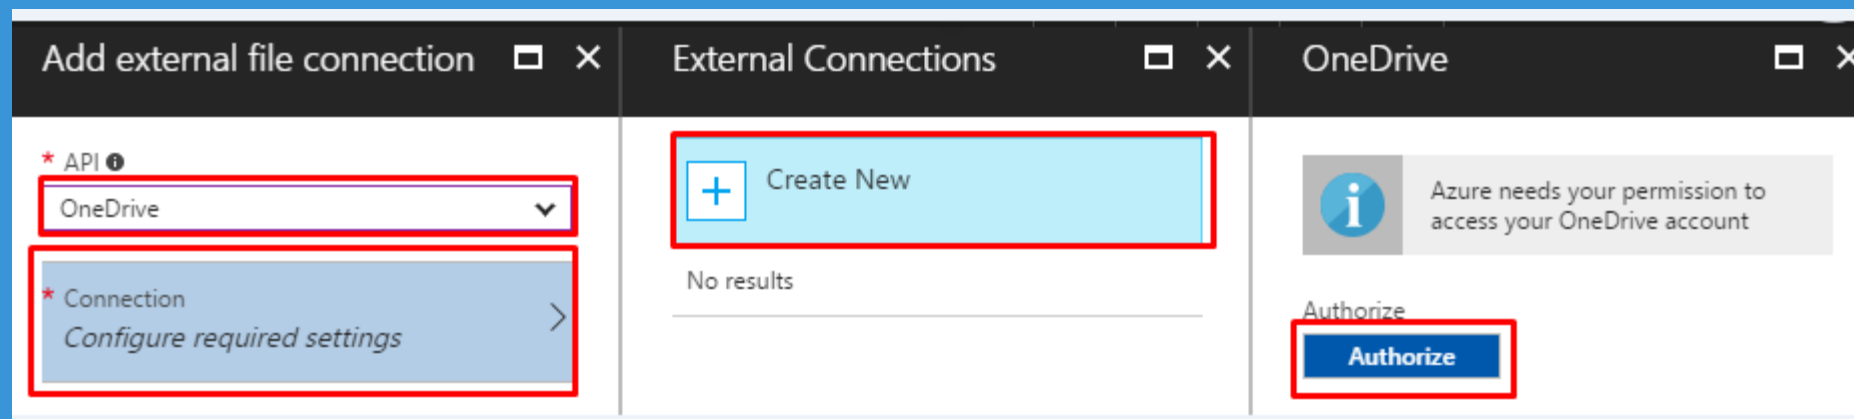 Add external file connection
* API
OneDrive
* Connection
Configure required settings
External Connections
Create New
No results
OneDrive
Azure needs your permission to
access your OneDrive account
Authorize
Authorize